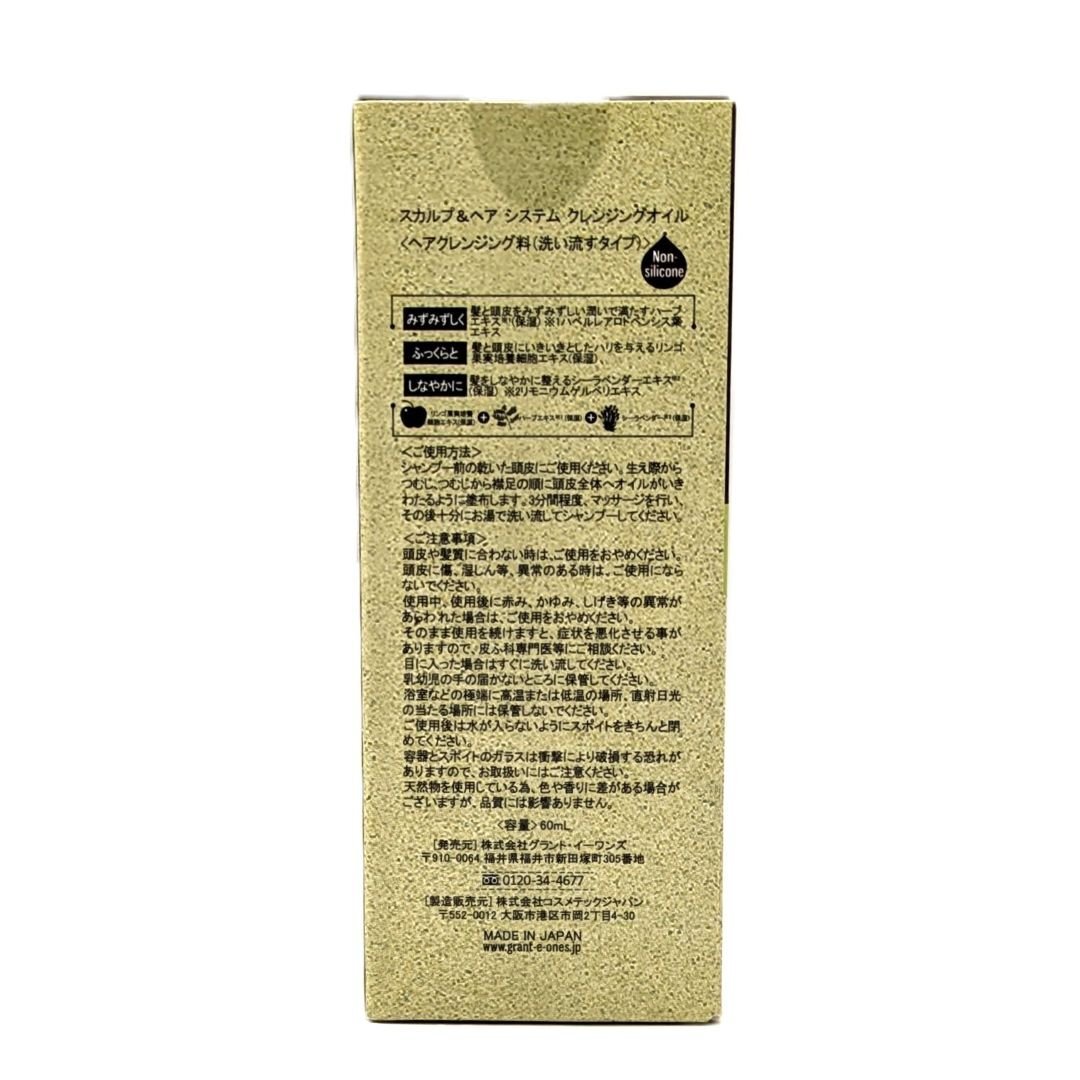 スカルプ＆ヘア システム クレンジングオイル
＜ヘアクレンジング料（洗い流すタイプ）＞
Non-
silicone
みずみずしく
髪と頭皮をみずみずしい潤いで満たすハーブ
エキス※1（保湿） ※1ハベルレアロドペンシス葉
エキス
ふっくらと
髪と頭皮にいきいきとしたハリを与えるリンゴ
果実培養細胞エキス（保湿）、
しなやかに
髪をしなやかに整えるシーラベンダーエキス※2
（保湿） ※2リモニウムゲルベリエキス
リンゴ果実培養
細胞エキス（保湿）
+
ハーブエキス※1（保湿）
+
シーラベンダー
（保湿）
＜ご使用方法＞
シャンプー前の乾いた頭皮にご使用ください。生え際から
つむじ、つむじから襟足の順に頭皮全体へオイルがいき
わたるように塗布します。3分間程度、マッサージを行い、
その後十分にお湯で洗い流してシャンプーしてください。
＜ご注意事項＞
頭皮や髪質に合わない時は、ご使用をおやめください。
頭皮に傷、湿しん等、異常のある時は、ご使用になら
ないでください。
使用中、使用後に赤み、かゆみ、しげき等の異常が
あらわれた場合は、ご使用をおやめください。
そのまま使用を続けますと、症状を悪化させる事が
ありますので、皮ふ科専門医等にご相談ください。
目に入った場合はすぐに洗い流してください。
乳幼児の手の届かないところに保管してください。
浴室などの極端に高温または低温の場所、直射日光
の当たる場所には保管しないでください。
ご使用後は水が入らないようにスポイトをきちんと閉
めてください。
容器とスポイトのガラスは衝撃により破損する恐れが
ありますので、お取扱いにはご注意ください。
天然物を使用している為、色や香りに差がある場合が
ございますが、品質には影響ありません。
＜容量＞60mL
［発売元］株式会社グラント・イーワンズ
〒910-0064 福井県福井市新田塚町305番地
0120-34-4677
［製造販売元］株式会社コスメテックジャパン
〒552-0012 大阪市港区市岡2丁目4-30
MADE IN JAPAN
www.grant-e-ones.jp